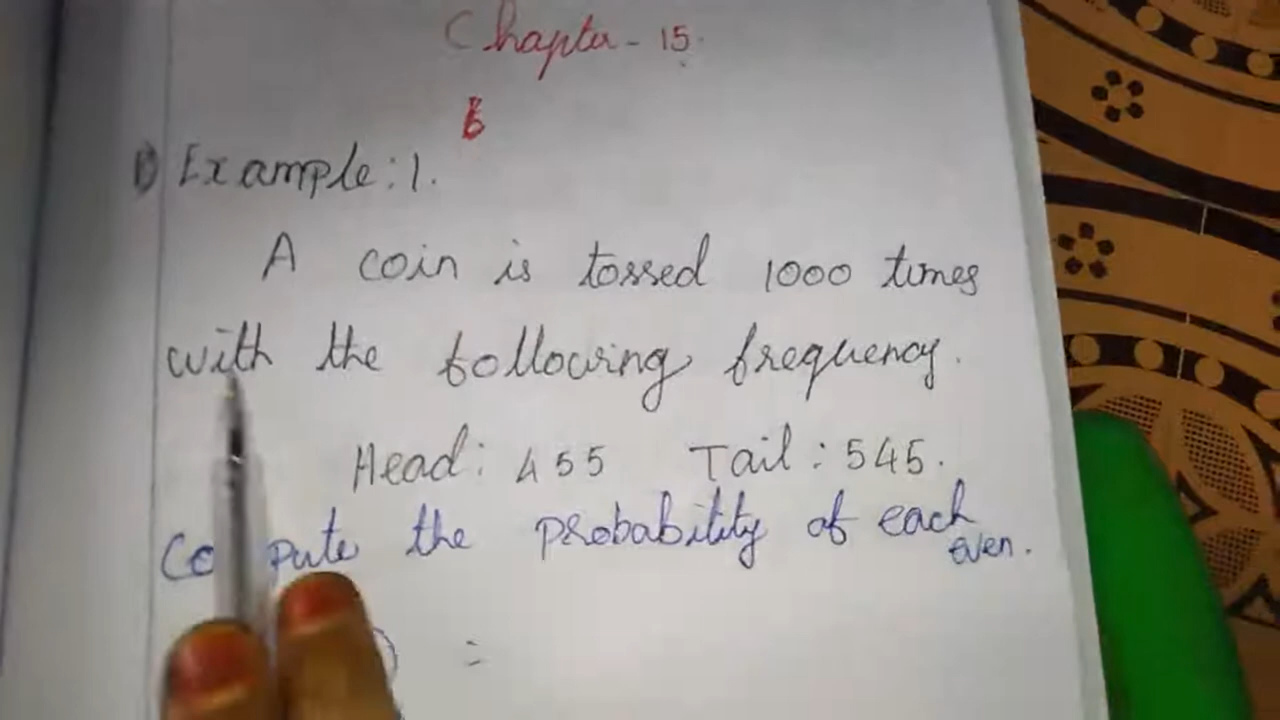 Chapter - 15.
1) Example: 1.
A coin is tossed 1000 times
with the following frequency.
Head: 455 Tail: 545.
Compute the probability of each
even.
=